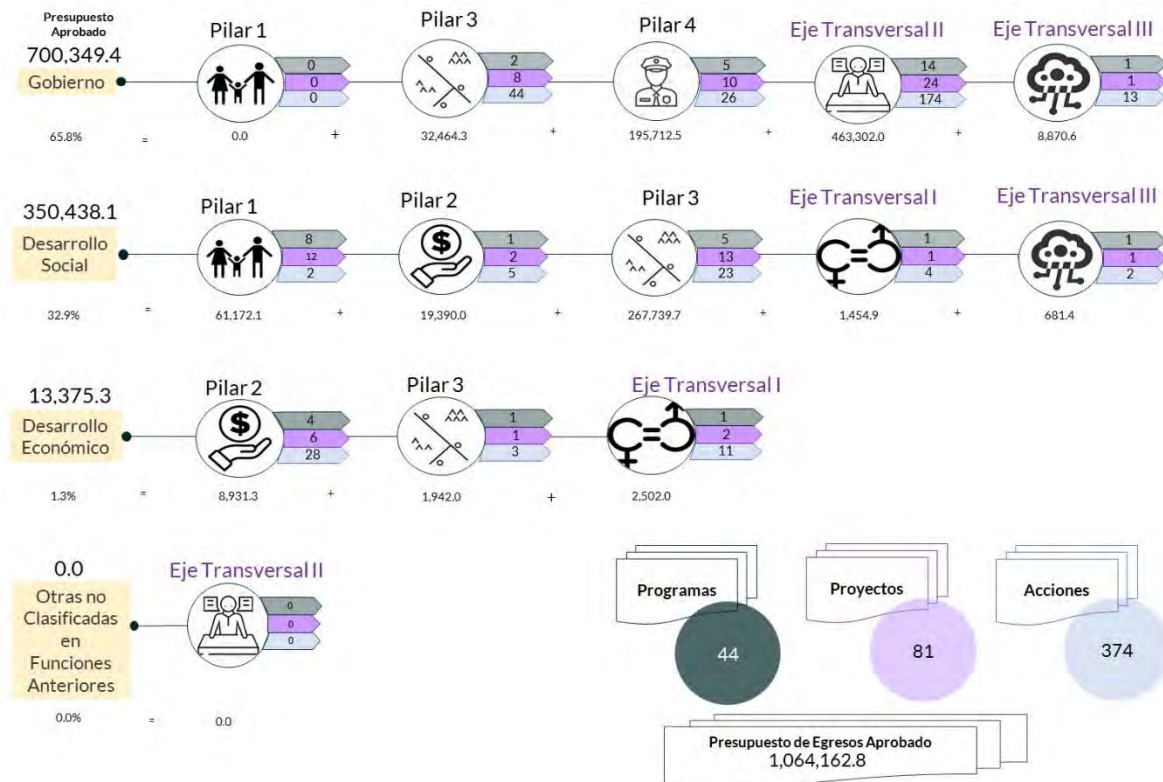 Presupuesto
Aprobado
700,349.4
Gobierno
65.8%
=
Pilar 1
0
0
0
0.0
+
Pilar 3
2
8
44
32,464.3
+
Pilar 4
5
10
26
195,712.5
+
Eje Transversal II
14
24
174
463,302.0
+
Eje Transversal III
1
1
13
8,870.6
350,438.1
Desarrollo
Social
32.9%
=
Pilar 1
8
12
2
61,172.1
+
Pilar 2
$
1
2
5
19,390.0
+
Pilar 3
5
13
23
267,739.7
+
Eje Transversal I
1
1
4
1,454.9
+
Eje Transversal III
1
1
2
681.4
13,375.3
Desarrollo
Económico
1.3%
=
Pilar 2
$
4
6
28
8,931.3
+
Pilar 3
1
1
3
1,942.0
+
Eje Transversal I
1
2
11
2,502.0
0.0
Otras no
Clasificadas
en
Funciones
Anteriores
0.0%
=
Eje Transversal II
0
0
0
0.0
Programas
44
Proyectos
81
Acciones
374
Presupuesto de Egresos Aprobado
1,064,162.8